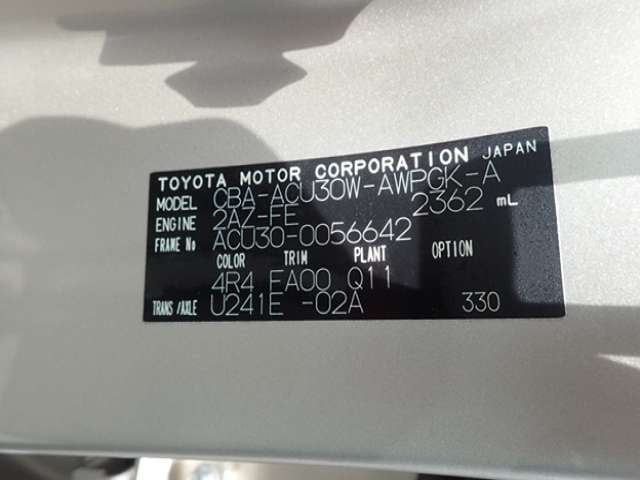 TOYOTA MOTOR CORPORATION JAPAN
MODEL CBA-ACU30W-AWPGK-A
ENGINE 2AZ-FE 2362 mL
FRAME No ACU30-0056642
COLOR TRIM PLANT OPTION
4R4 FA00 Q11
TRANS/AXLE U241E -02A 330